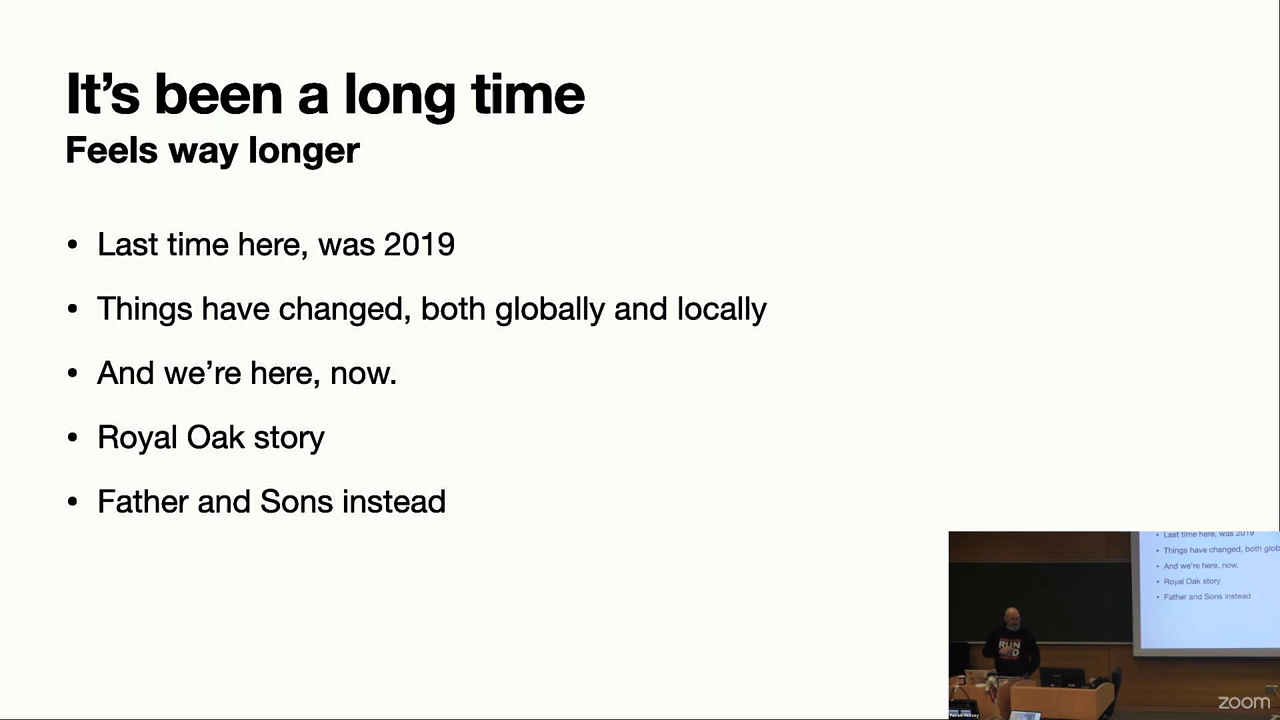 It's been a long time
Feels way longer
• Last time here, was 2019
• Things have changed, both globally and locally
• And we're here, now.
• Royal Oak story
• Father and Sons instead
• Last time here, was 2019
• Things have changed, both glob
• And we're here, now.
• Royal Oak story
• Father and Sons instead
RUN
zoom